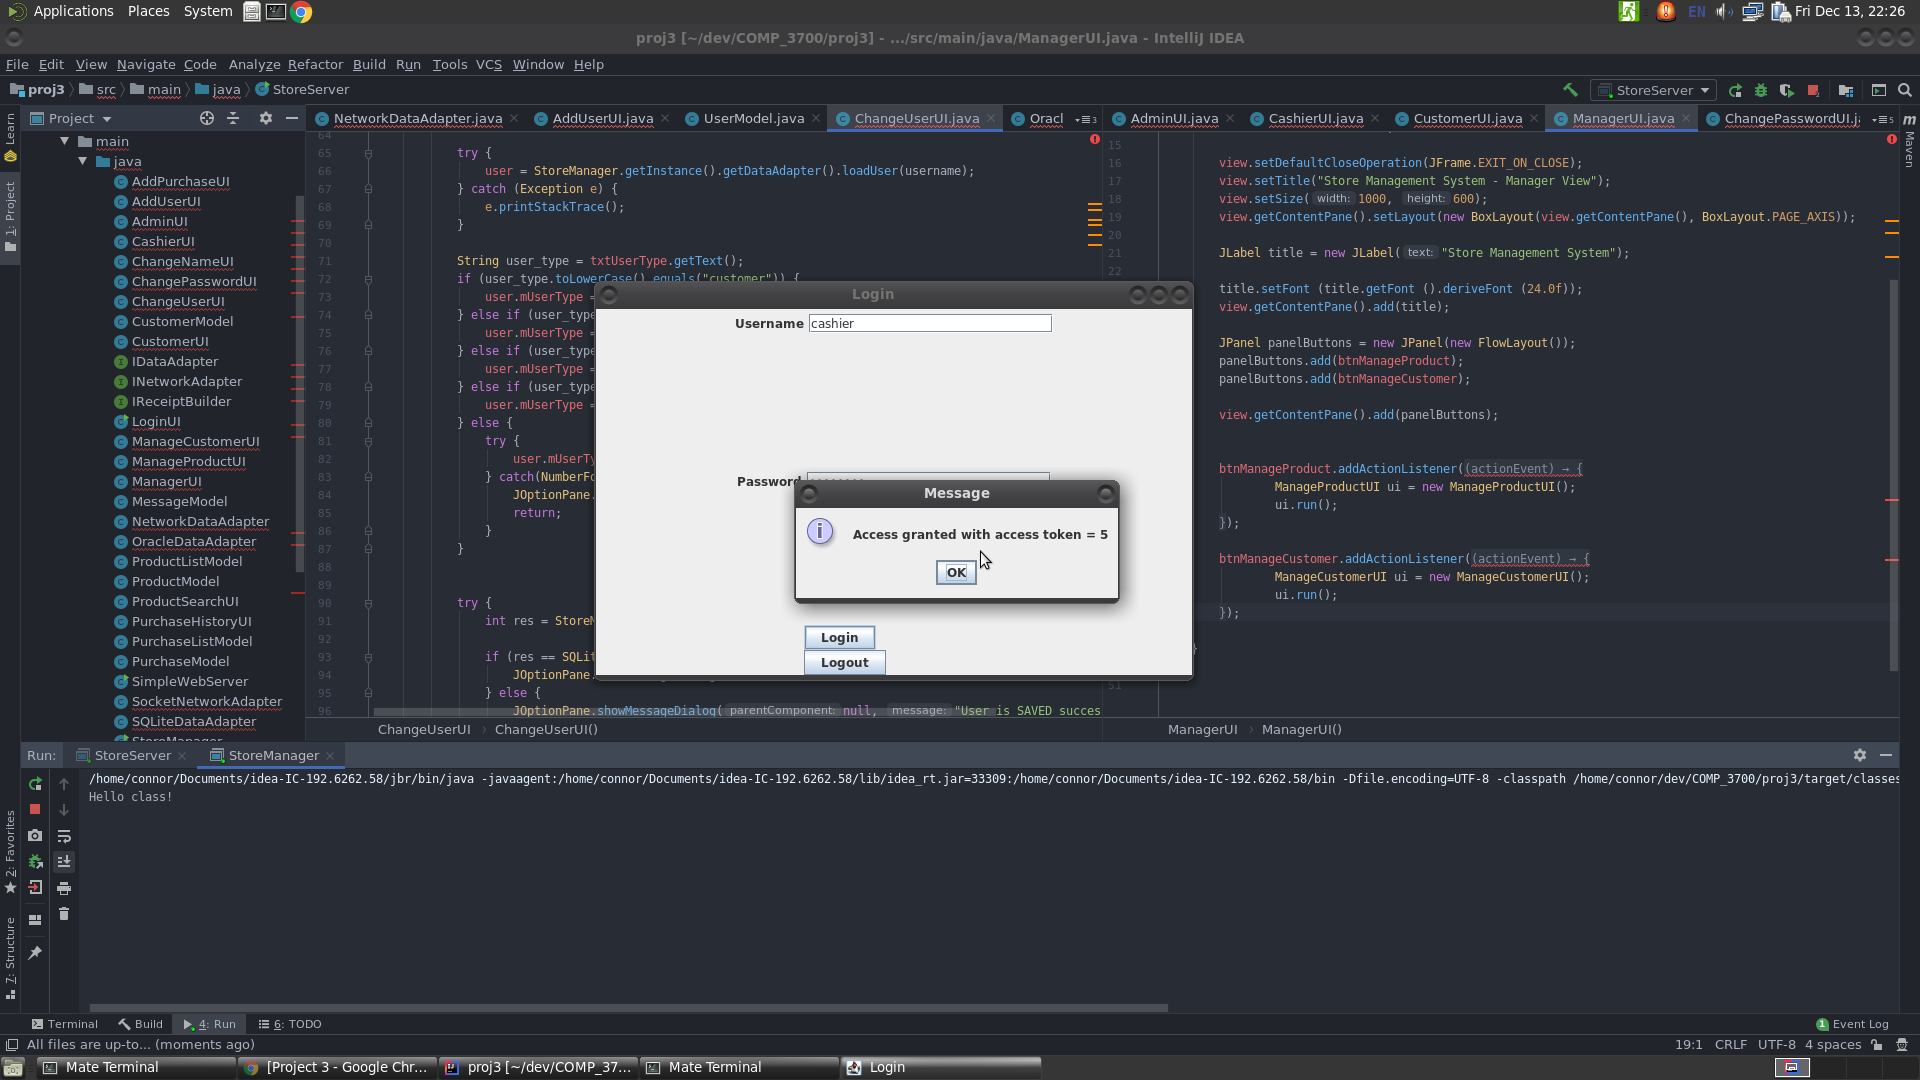 Applications Places System EN Fri Dec 13, 22:26
proj3 [~/dev/COMP_3700/proj3] - .../src/main/java/ManagerUI.java - IntelliJ IDEA
File Edit View Navigate Code Analyze Refactor Build Run Tools VCS Window Help
proj3 src main java StoreServer StoreServer
Project NetworkDataAdapter.java AddUserUI.java UserModel.java ChangeUserUI.java Oracl 3 AdminUI.java CashierUI.java CustomerUI.java ManagerUI.java ChangePasswordUI.j 5
Learn
1: Project
Maven
main
java
AddPurchaseUI
AddUserUI
AdminUI
CashierUI
ChangeNameUI
ChangePasswordUI
ChangeUserUI
CustomerModel
CustomerUI
IDataAdapter
INetworkAdapter
IReceiptBuilder
LoginUI
ManageCustomerUI
ManageProductUI
ManagerUI
MessageModel
NetworkDataAdapter
OracleDataAdapter
ProductListModel
ProductModel
ProductSearchUI
PurchaseHistoryUI
PurchaseListModel
PurchaseModel
SimpleWebServer
SocketNetworkAdapter
SQLiteDataAdapter
StoreManager
64
65 try {
66 user = StoreManager.getInstance().getDataAdapter().loadUser(username);
67 } catch (Exception e) {
68 e.printStackTrace();
69 }
70
71 String user_type = txtUserType.getText();
72 if (user_type.toLowerCase().equals("customer")) {
73 user.mUserType =
74 } else if (user_type
75 user.mUserType =
76 } else if (user_type
77 user.mUserType =
78 } else if (user_type
79 user.mUserType =
80 } else {
81 try {
82 user.mUserTy
83 } catch(NumberFo
84 JOptionPane.
85 return;
86 }
87 }
88
89
90 try {
91 int res = StoreM
92
93 if (res == SQLit
94 JOptionPane.
95 } else {
96 JOptionPane.showMessageDialog( parentComponent: null, message: "User is SAVED succes
ChangeUserUI ChangeUserUI()
15
16 view.setDefaultCloseOperation(JFrame.EXIT_ON_CLOSE);
17 view.setTitle("Store Management System - Manager View");
18 view.setSize( width: 1000, height: 600);
19 view.getContentPane().setLayout(new BoxLayout(view.getContentPane(), BoxLayout.PAGE_AXIS));
20
21 JLabel title = new JLabel( text: "Store Management System");
22
title.setFont (title.getFont ().deriveFont (24.0f));
view.getContentPane().add(title);
JPanel panelButtons = new JPanel(new FlowLayout());
panelButtons.add(btnManageProduct);
panelButtons.add(btnManageCustomer);
view.getContentPane().add(panelButtons);
btnManageProduct.addActionListener((actionEvent) → {
ManageProductUI ui = new ManageProductUI();
ui.run();
});
btnManageCustomer.addActionListener((actionEvent) → {
ManageCustomerUI ui = new ManageCustomerUI();
ui.run();
});
}
51
ManagerUI ManagerUI()
Login
Username cashier
Password
Message
Access granted with access token = 5
OK
Login
Logout
Run: StoreServer StoreManager
/home/connor/Documents/idea-IC-192.6262.58/jbr/bin/java -javaagent:/home/connor/Documents/idea-IC-192.6262.58/lib/idea_rt.jar=33309:/home/connor/Documents/idea-IC-192.6262.58/bin -Dfile.encoding=UTF-8 -classpath /home/connor/dev/COMP_3700/proj3/target/classes
Hello class!
2: Favorites
7: Structure
Terminal Build 4: Run 6: TODO 1 Event Log
All files are up-to... (moments ago) 19:1 CRLF UTF-8 4 spaces
Mate Terminal [Project 3 - Google Chr... proj3 [~/dev/COMP_37... Mate Terminal Login